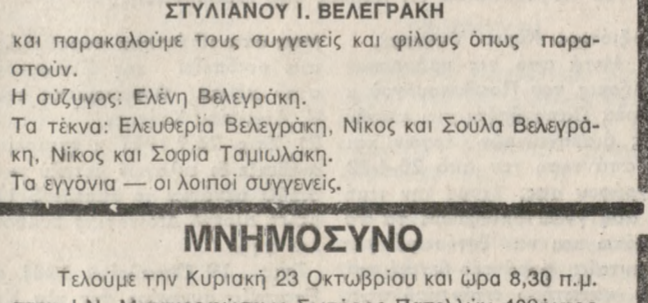 ΣΤΥΛΙΑΝΟΥ Ι. ΒΕΛΕΓΡΑΚΗ
και παρακαλούμε τους συγγενείς και φίλους όπως παρα-
στούν.
Η σύζυγος: Ελένη Βελεγράκη.
Τα τέκνα: Ελευθερία Βελεγράκη, Νίκος και Σούλα Βελεγρά-
κη, Νίκος και Σοφία Ταμιωλάκη.
Τα εγγόνια — οι λοιποί συγγενείς.
ΜΝΗΜΟΣΥΝΟ
Τελούμε την Κυριακή 23 Οκτωβρίου και ώρα 8,30 π.μ.